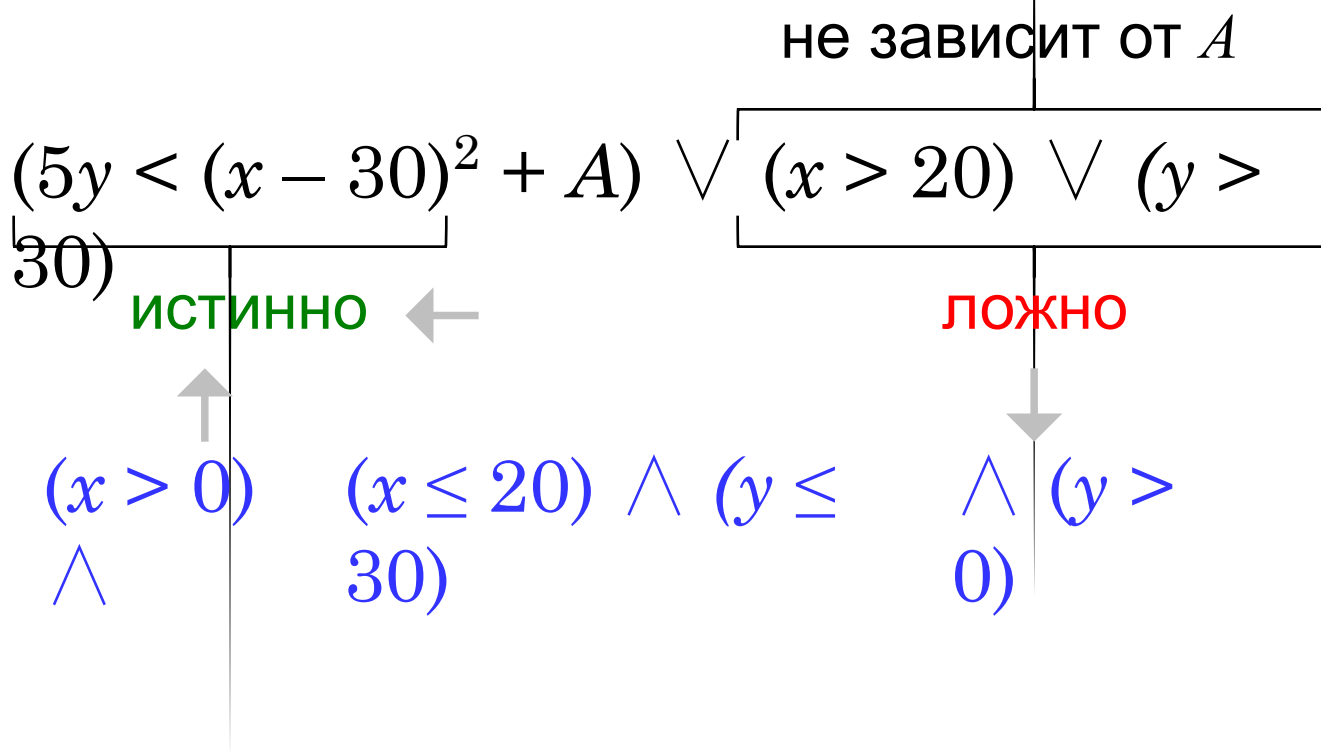 не зависит от A
(5y < (x – 30)² + A) ∨ (x > 20) ∨ (y >
30)
истинно
ложно
(x > 0) (x ≤ 20) ∧ (y ≤ ∧ (y >
∧ 30) 0)